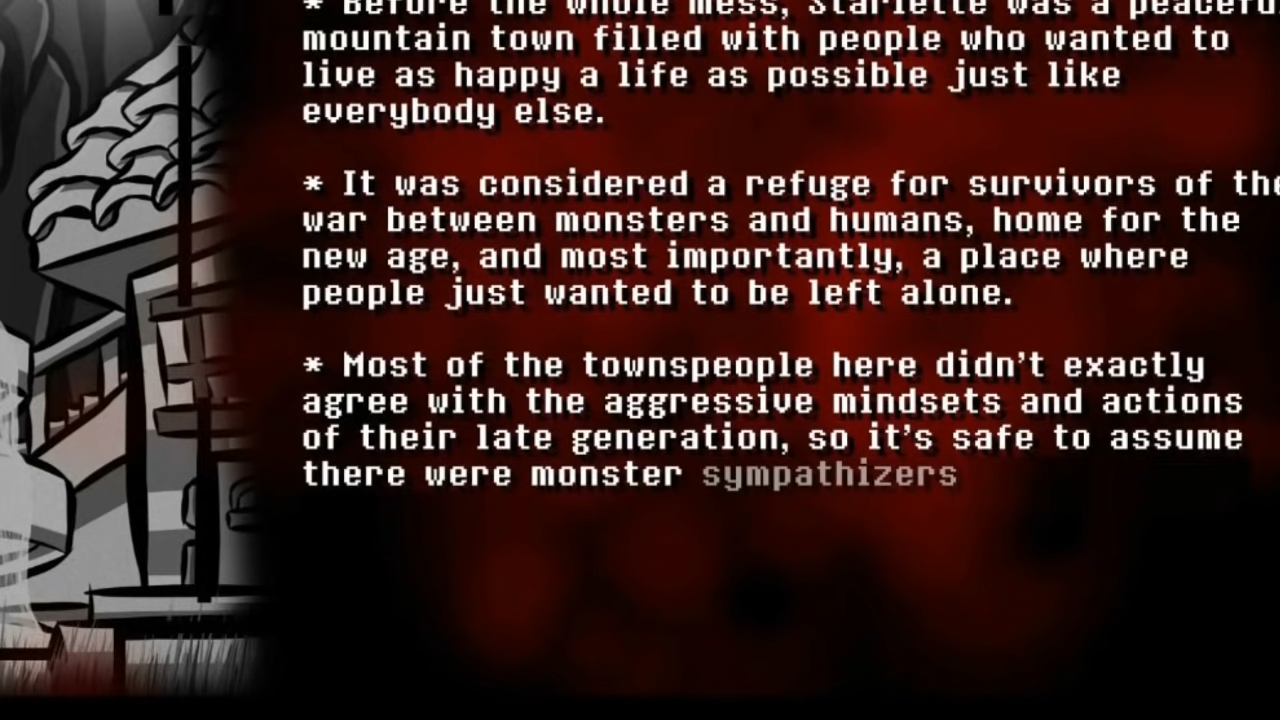 * Before the whole mess, Starlette was a peaceful
mountain town filled with people who wanted to
live as happy a life as possible just like
everybody else.
* It was considered a refuge for survivors of the
war between monsters and humans, home for the
new age, and most importantly, a place where
people just wanted to be left alone.
* Most of the townspeople here didn't exactly
agree with the aggressive mindsets and actions
of their late generation, so it's safe to assume
there were monster sympathizers